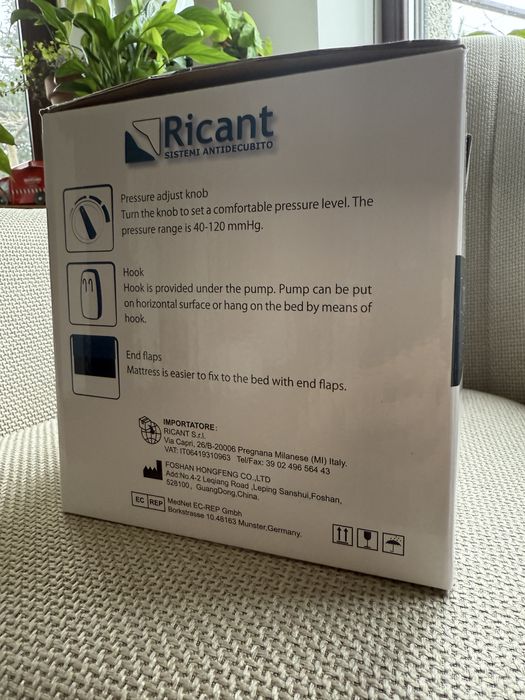 Ricant
SISTEMI ANTIDECUBITO
Pressure adjust knob
Turn the knob to set a comfortable pressure level. The
pressure range is 40-120 mmHg.
Hook
Hook is provided under the pump. Pump can be put
on horizontal surface or hang on the bed by means of
hook.
End flaps
Mattress is easier to fix to the bed with end flaps.
IMPORTATORE:
RICANT S.r.l.
Via Capri, 26/B-20006 Pregnana Milanese (MI) Italy.
VAT: IT06419310963 Tel/Fax: 39 02 496 564 43
FOSHAN HONGFENG CO.,LTD
Add:No.4-2 Leqiang Road ,Leping Sanshui,Foshan,
528100, GuangDong,China.
EC REP
MedNet EC-REP Gmbh
Borkstrasse 10.48163 Munster.Germany.